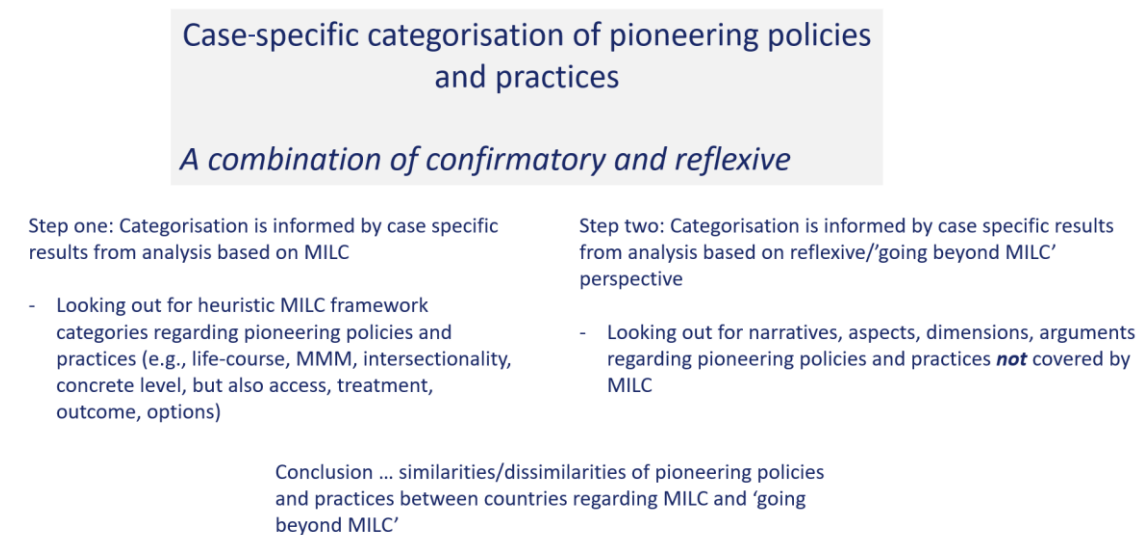 Case-specific categorisation of pioneering policies
and practices
A combination of confirmatory and reflexive
Step one: Categorisation is informed by case specific
results from analysis based on MILC
- Looking out for heuristic MILC framework
categories regarding pioneering policies and
practices (e.g., life-course, MMM, intersectionality,
concrete level, but also access, treatment,
outcome, options)
Step two: Categorisation is informed by case specific results
from analysis based on reflexive/'going beyond MILC'
perspective
- Looking out for narratives, aspects, dimensions, arguments
regarding pioneering policies and practices not covered by
MILC
Conclusion … similarities/dissimilarities of pioneering policies
and practices between countries regarding MILC and ‘going
beyond MILC’